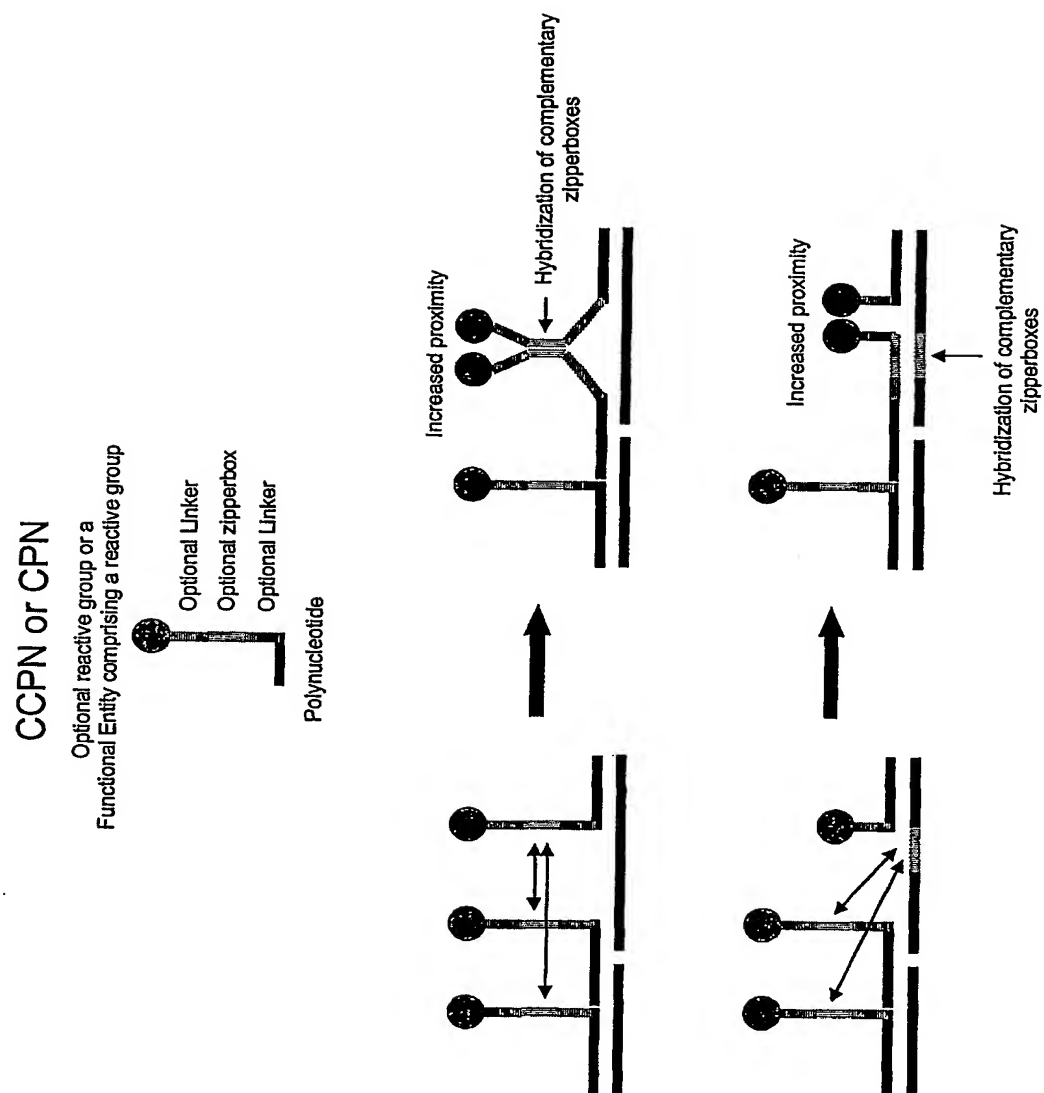 CCPN or CPN
Optional reactive group or a
Functional Entity comprising a reactive group
Optional Linker
Optional zipperbox
Optional Linker
Polynucleotide
Increased proximity
Hybridization of complementary
zipperboxes
Increased proximity
Hybridization of complementary
zipperboxes